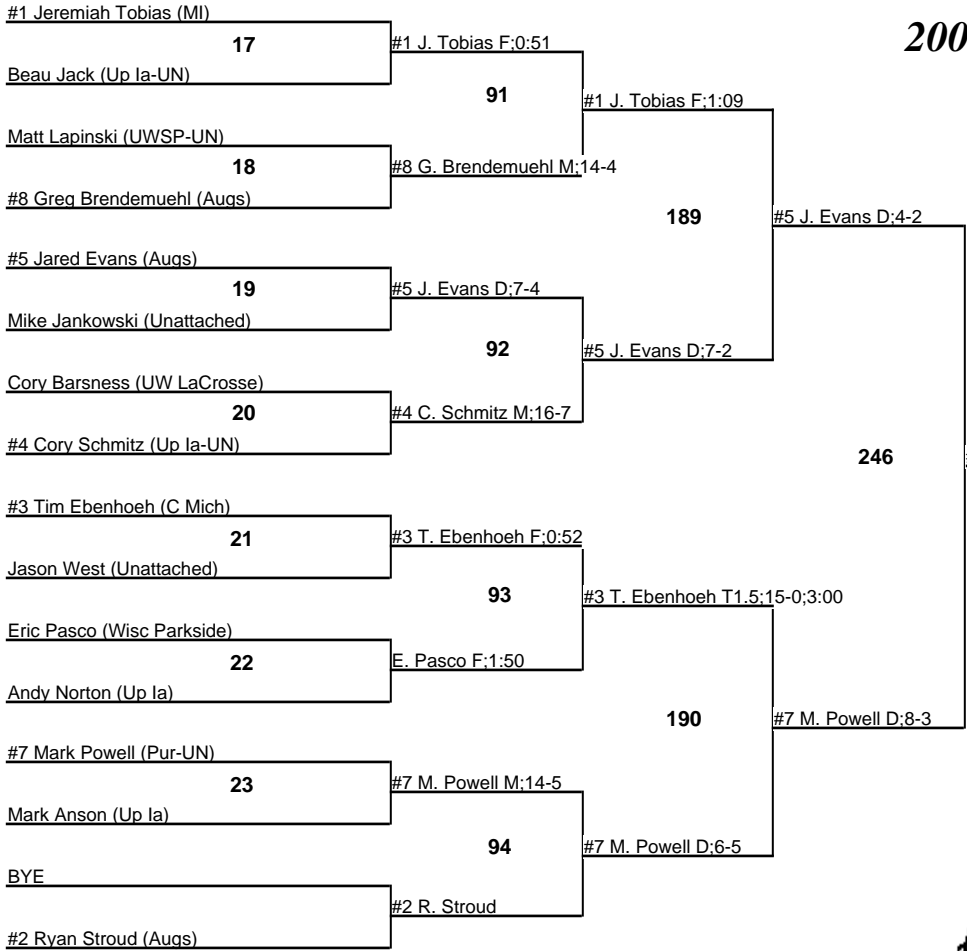 #1 Jeremiah Tobias (MI)
17
#1 J. Tobias F;0:51
200
Beau Jack (Up Ia-UN)
91
#1 J. Tobias F;1:09
Matt Lapinski (UWSP-UN)
18
#8 G. Brendemuehl M;14-4
#8 Greg Brendemuehl (Augs)
189
#5 J. Evans D;4-2
#5 Jared Evans (Augs)
19
#5 J. Evans D;7-4
Mike Jankowski (Unattached)
92
#5 J. Evans D;7-2
Cory Barsness (UW LaCrosse)
20
#4 C. Schmitz M;16-7
#4 Cory Schmitz (Up Ia-UN)
246
#3 Tim Ebenhoeh (C Mich)
21
#3 T. Ebenhoeh F;0:52
Jason West (Unattached)
93
#3 T. Ebenhoeh T1.5;15-0;3:00
Eric Pasco (Wisc Parkside)
22
E. Pasco F;1:50
Andy Norton (Up Ia)
190
#7 M. Powell D;8-3
#7 Mark Powell (Pur-UN)
23
#7 M. Powell M;14-5
Mark Anson (Up Ia)
94
#7 M. Powell D;6-5
BYE
#2 R. Stroud
#2 Ryan Stroud (Augs)